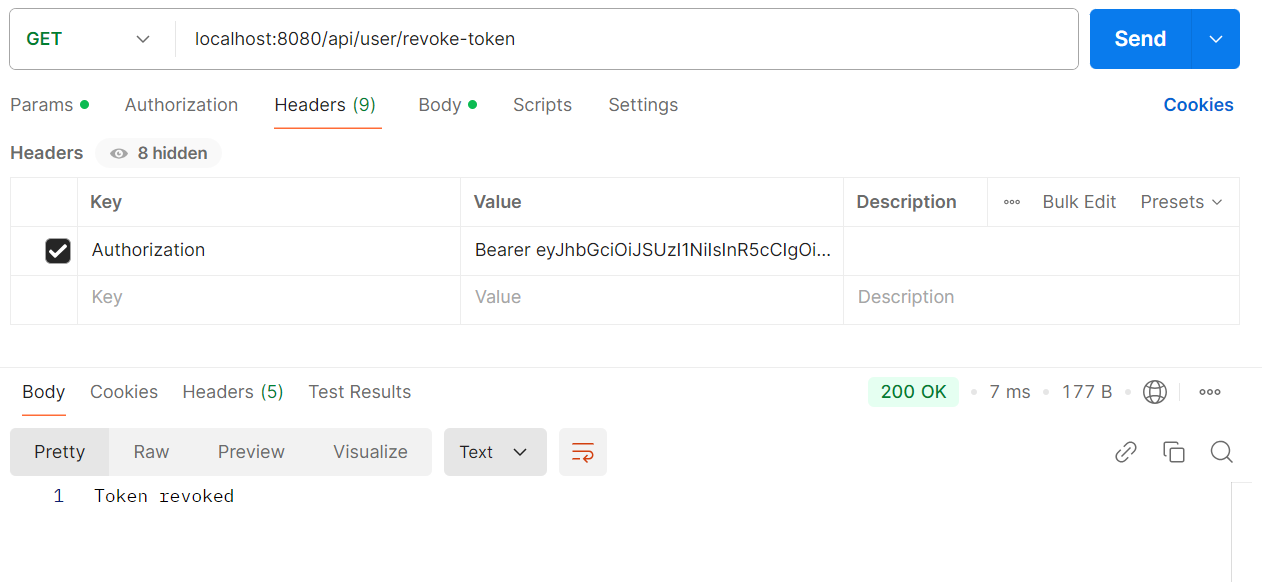 GET localhost:8080/api/user/revoke-token Send
Params Authorization Headers (9) Body Scripts Settings Cookies
Headers 8 hidden
Key Value Description Bulk Edit Presets
Authorization Bearer eyJhbGciOiJSUzI1NiIsInR5cCIgOi...
Key Value Description
Body Cookies Headers (5) Test Results 200 OK 7 ms 177 B
Pretty Raw Preview Visualize Text
1 Token revoked